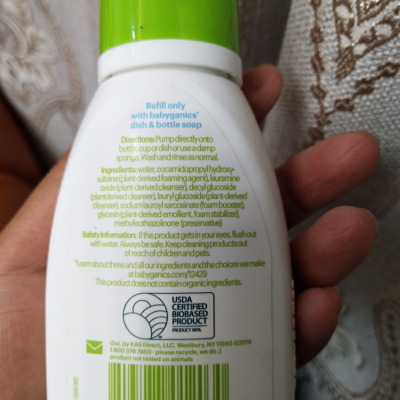 Refill only
with babyganics®
dish & bottle soap
Directions: Pump directly onto
bottle, cup or dish or use a damp
sponge. Wash and rinse as normal.
Ingredients: water, cocamidopropyl hydroxy-
sultaine (plant-derived foaming agent), lauramine
oxide (plant-derived cleanser), decyl glucoside
(plant derived cleanser), lauryl glucoside (plant-derived
cleanser), sodium lauroyl sarcosinate (foam booster),
glycerin (plant-derived emollient, foam stabilizer),
methylisothiazolinone (preservative)
Safety Information: If this product gets in your eyes, flush out
with water. Always be safe. Keep cleaning products out
of reach of children and pets.
*Learn about these and all our ingredients and the choices we make
at babyganics.com/12429
This product does not contain organic ingredients.
USDA
CERTIFIED
BIOBASED
PRODUCT
PRODUCT 98%
dist. by KAS Direct, LLC. Westbury, NY 11590 ©2019
1 800 378 7803 · please recycle, we do :)
product not tested on animals